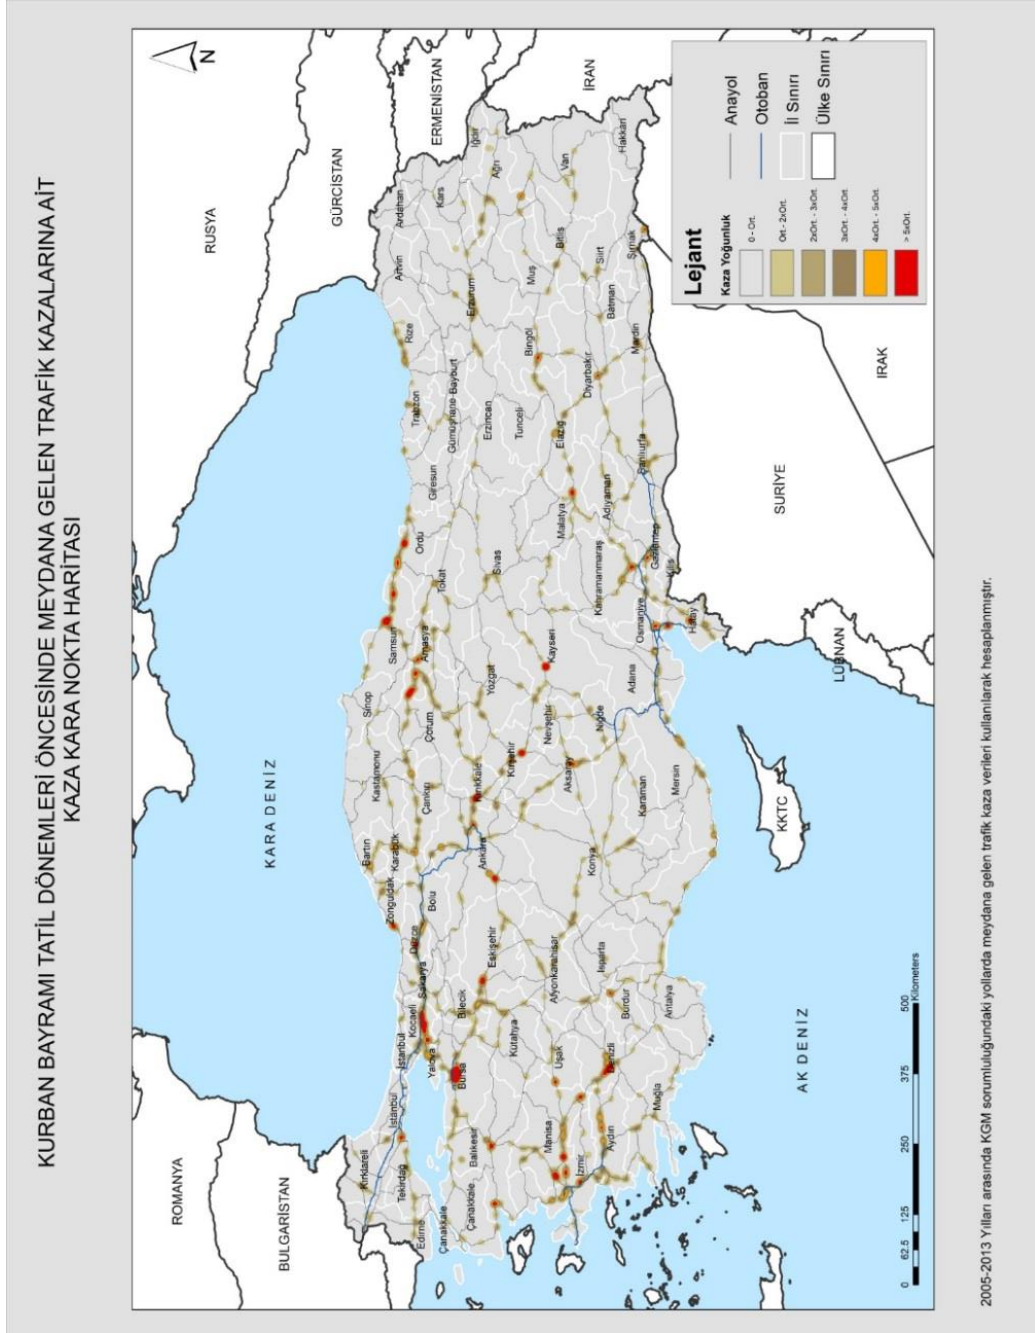 KURBAN BAYRAMI TATİL DÖNEMLERİ ÖNCESİNDE MEYDANA GELEN TRAFİK KAZALARINA AİT
KAZA KARA NOKTA HARİTASI
N
ROMANYA
BULGARİSTAN
RUSYA
GÜRCİSTAN
ERMENİSTAN
İRAN
KARADENİZ
Kırklareli
Edirne
Tekirdağ
İstanbul
İstanbul
Çanakkale
Çanakkale
Kocaeli
Yalova
Sakarya
Düzce
Bolu
Zonguldak
Bartın
Karabük
Kastamonu
Sinop
Samsun
Ordu
Giresun
Trabzon
Rize
Artvin
Ardahan
Kars
Iğdır
Ağrı
Balıkesir
Bursa
Bilecik
Eskişehir
Kütahya
Ankara
Çankırı
Kırıkkale
Çorum
Amasya
Tokat
Yozgat
Sivas
Gümüşhane
Bayburt
Erzincan
Erzurum
Tunceli
Bingöl
Muş
Bitlis
Van
Hakkari
Manisa
İzmir
Uşak
Afyonkarahisar
Kırşehir
Nevşehir
Kayseri
Aksaray
Niğde
Konya
Malatya
Elazığ
Diyarbakır
Batman
Siirt
Şırnak
Mardin
Aydın
Denizli
Muğla
Isparta
Burdur
Antalya
Karaman
Mersin
Adana
Osmaniye
Kahramanmaraş
Adıyaman
Gaziantep
Kilis
Hatay
Şanlıurfa
AKDENİZ
KKTC
LÜBNAN
SURİYE
IRAK
Lejant
Kaza Yoğunluk
0 - Ort.
Ort - 2xOrt.
2xOrt. - 3xOrt.
3xOrt. - 4xOrt.
4xOrt. - 5xOrt.
> 5xOrt.
Anayol
Otoban
İl Sınırı
Ülke Sınırı
0 62.5 125 250 375 500
Kilometers
2005-2013 Yılları arasında KGM sorumluluğundaki yollarda meydana gelen trafik kaza verileri kullanılarak hesaplanmıştır.